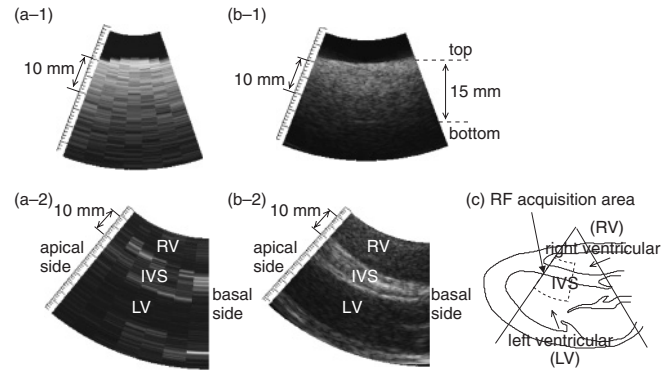 (a–1)
10 mm
(b–1)
10 mm
top
15 mm
bottom
(a–2)
10 mm
apical
side
RV
IVS
LV
basal
side
(b–2)
10 mm
apical
side
RV
IVS
LV
basal
side
(c) RF acquisition area
(RV)
right ventricular
IVS
left ventricular
(LV)